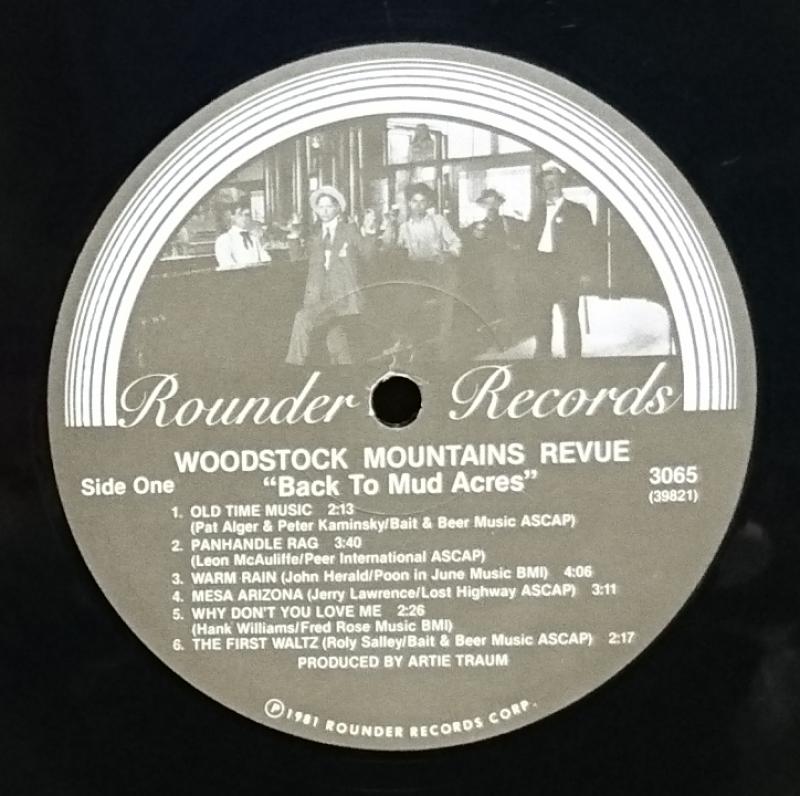 Rounder Records
WOODSTOCK MOUNTAINS REVUE
Side One "Back To Mud Acres" 3065
(39821)
1. OLD TIME MUSIC 2:13
(Pat Alger & Peter Kaminsky/Bait & Beer Music ASCAP)
2. PANHANDLE RAG 3:40
(Leon McAuliffe/Peer International ASCAP)
3. WARM RAIN (John Herald/Poon in June Music BMI) 4:06
4. MESA ARIZONA (Jerry Lawrence/Lost Highway ASCAP) 3:11
5. WHY DON'T YOU LOVE ME 2:26
(Hank Williams/Fred Rose Music BMI)
6. THE FIRST WALTZ (Roly Salley/Bait & Beer Music ASCAP) 2:17
PRODUCED BY ARTIE TRAUM
Ⓟ1981 ROUNDER RECORDS CORP.